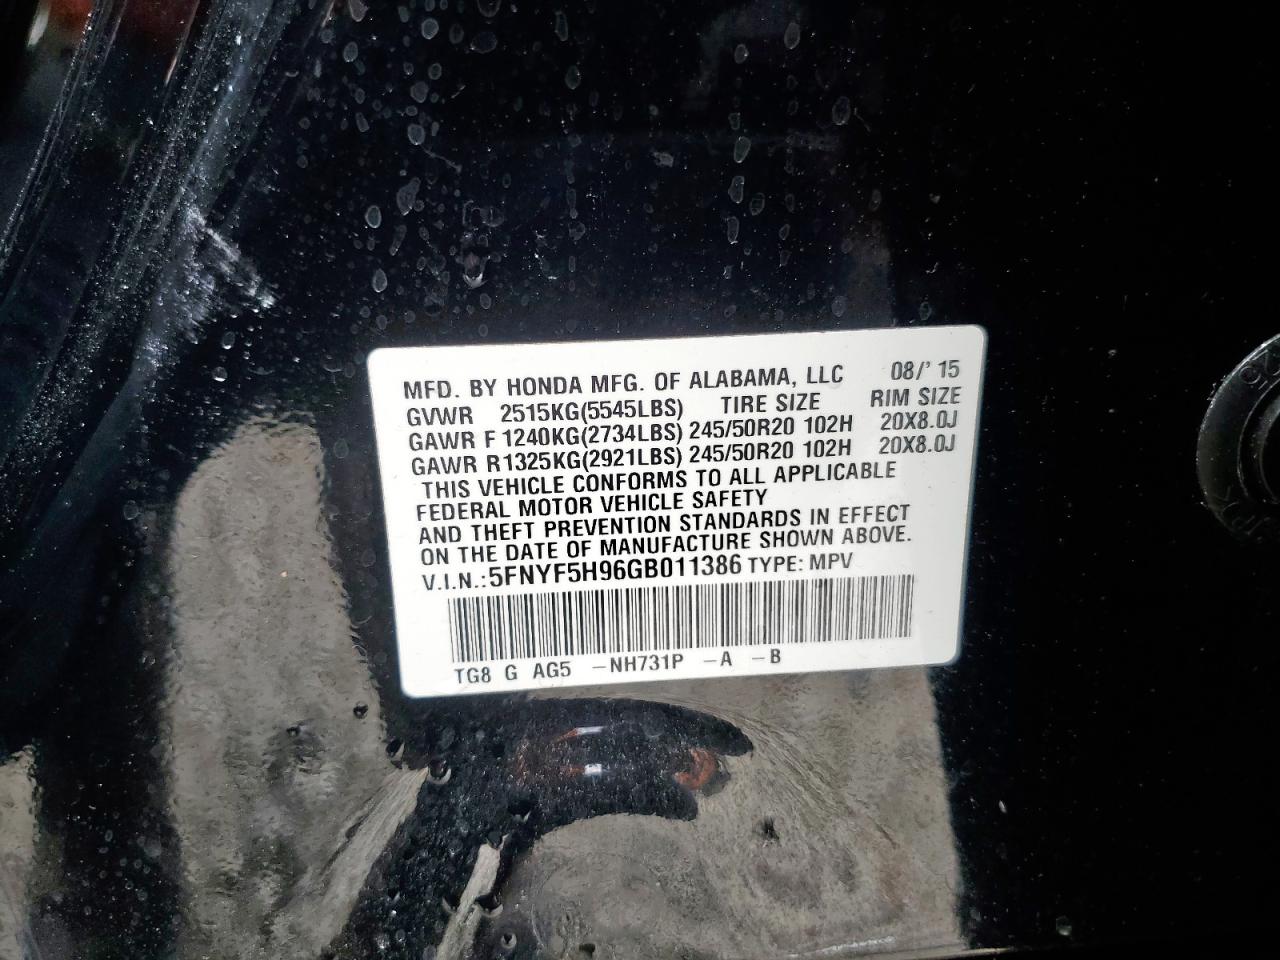 MFD. BY HONDA MFG. OF ALABAMA, LLC 08/' 15
GVWR 2515KG(5545LBS) TIRE SIZE RIM SIZE
GAWR F 1240KG(2734LBS) 245/50R20 102H 20X8.0J
GAWR R1325KG(2921LBS) 245/50R20 102H 20X8.0J
THIS VEHICLE CONFORMS TO ALL APPLICABLE
FEDERAL MOTOR VEHICLE SAFETY
AND THEFT PREVENTION STANDARDS IN EFFECT
ON THE DATE OF MANUFACTURE SHOWN ABOVE.
V.I.N.:5FNYF5H96GB011386 TYPE: MPV
TG8 G AG5 -NH731P -A -B